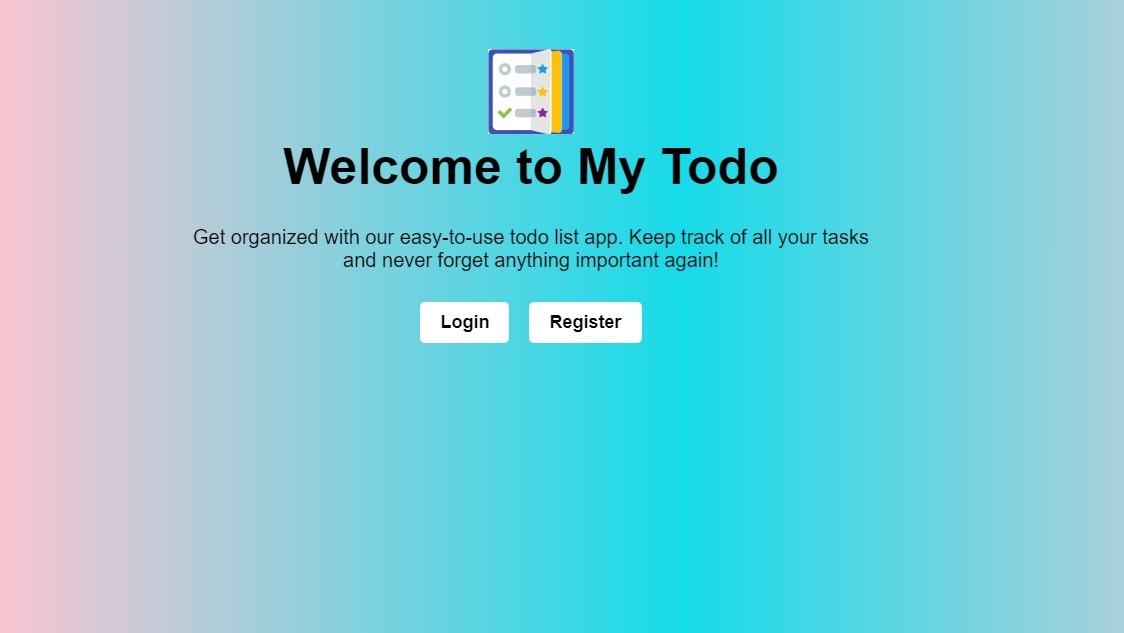 Welcome to My Todo
Get organized with our easy-to-use todo list app. Keep track of all your tasks
and never forget anything important again!
Login
Register